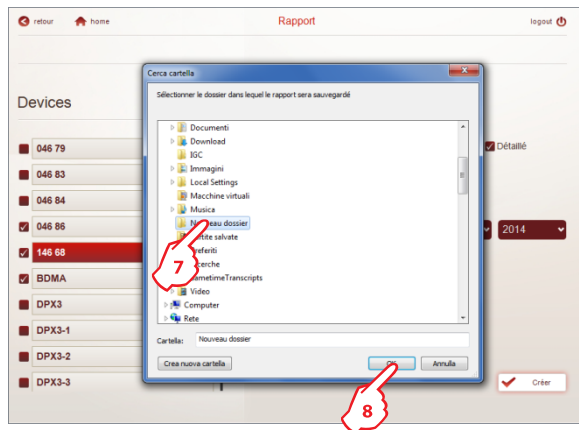 retour
home
Rapport
logout
Cerca cartella
Sélectionner le dossier dans lequel le rapport sera sauvegardé
Devices
046 79
046 83
046 84
046 86
146 68
BDMA
DPX3
DPX3-1
DPX3-2
DPX3-3
Documenti
Download
IGC
Immagini
Local Settings
Macchine virtuali
Musica
Nouveau dossier
salvate
Video
Computer
Rete
Cartella: Nouveau dossier
Crea nuova cartella
OK
Annulla
Détaillé
2014
Créer
7
8